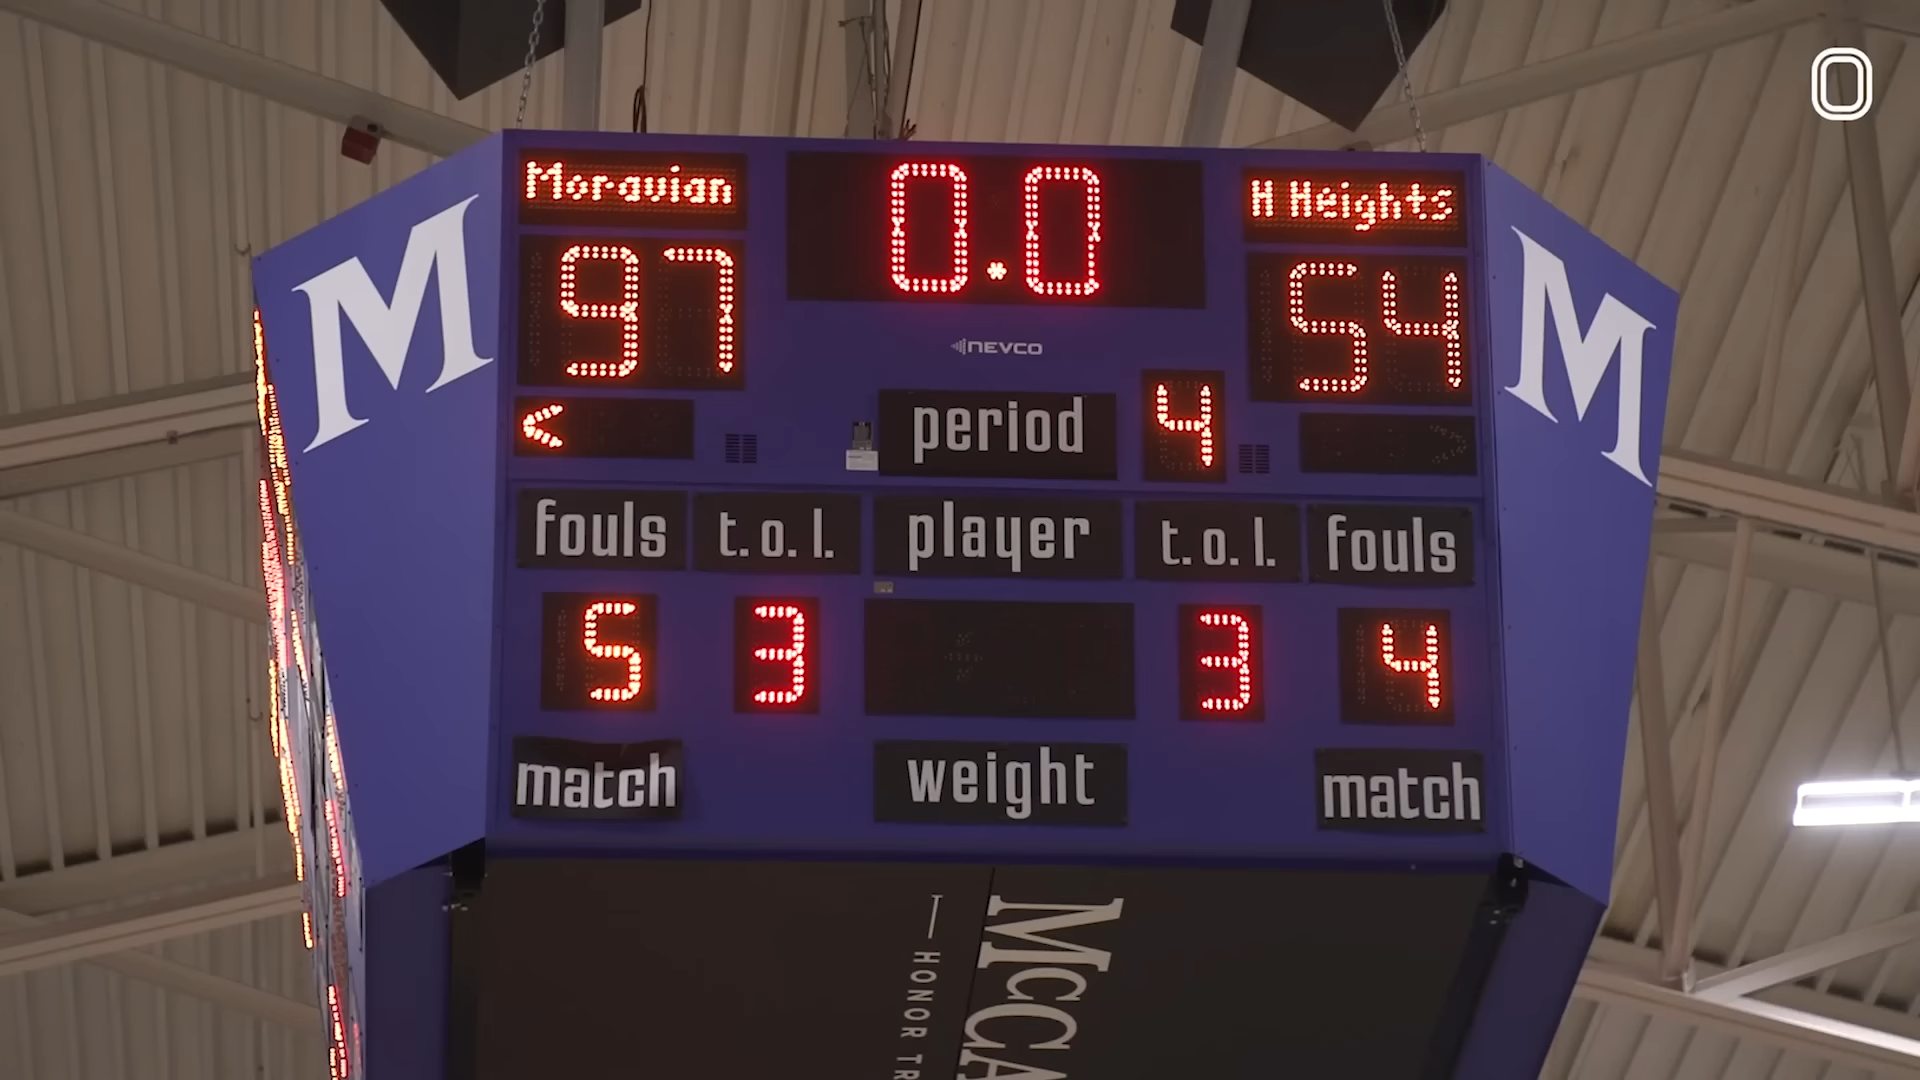 Moravian 0.0 H Heights
M 97 54 M
NEVCO
< period 4
fouls t.o.l. player t.o.l. fouls
5 3 3 4
match weight match
McCA
HONOR TR